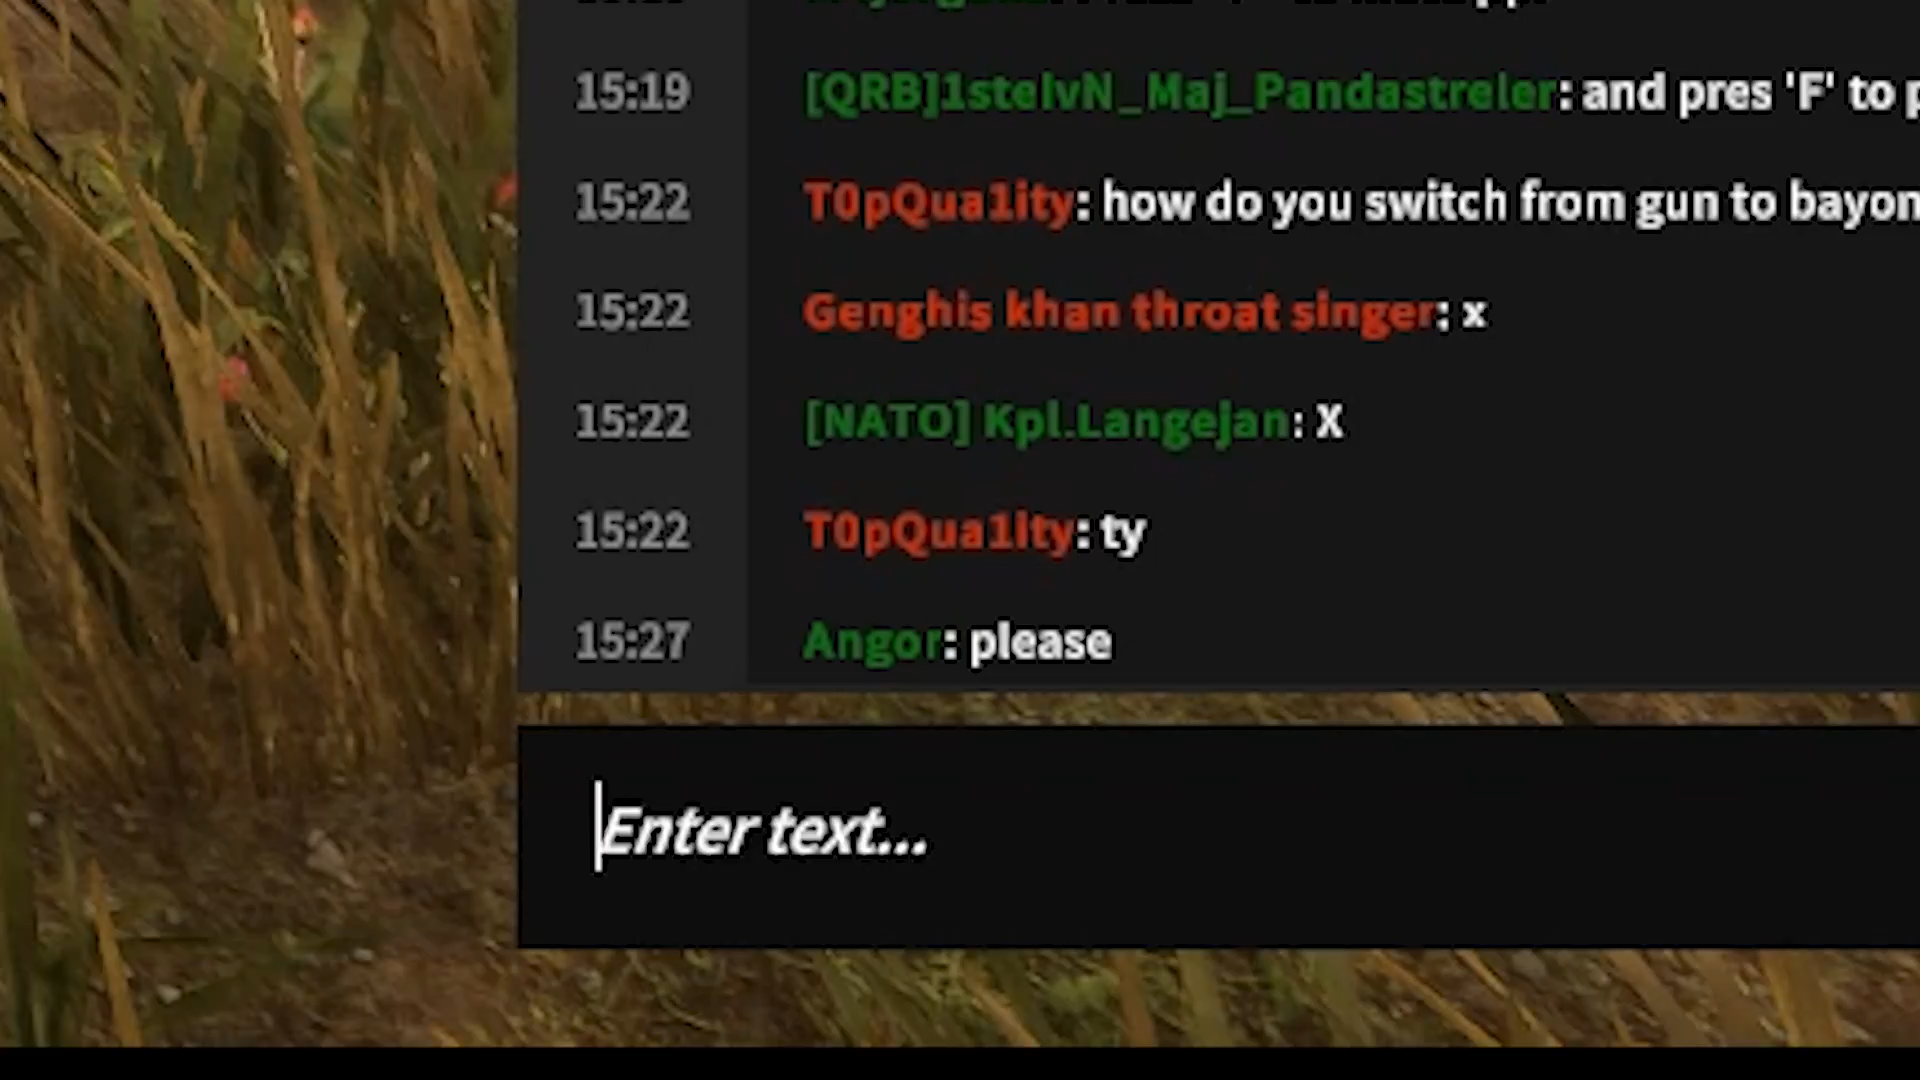 15:19 [QRB]1stelvN_Maj_Pandastreler: and pres 'F' to
15:22 T0pQua1ity: how do you switch from gun to
15:22 Genghis khan throat singer: x
15:22 [NATO] Kpl.Langejan: X
15:22 T0pQua1ity: ty
15:27 Angor: please
Enter text...